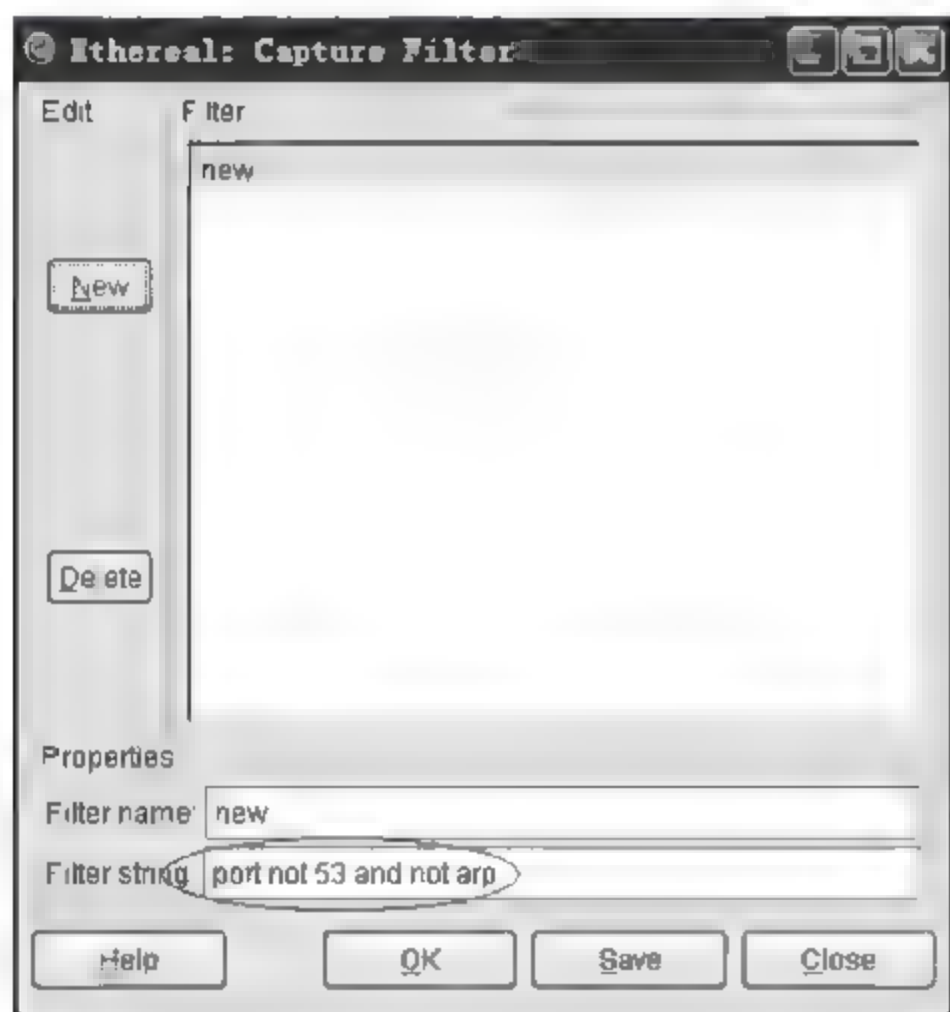 Ethereal: Capture Filter
Edit
Filter
new
New
Delete
Properties
Filter name: new
Filter string: port not 53 and not arp
Help
OK
Save
Close